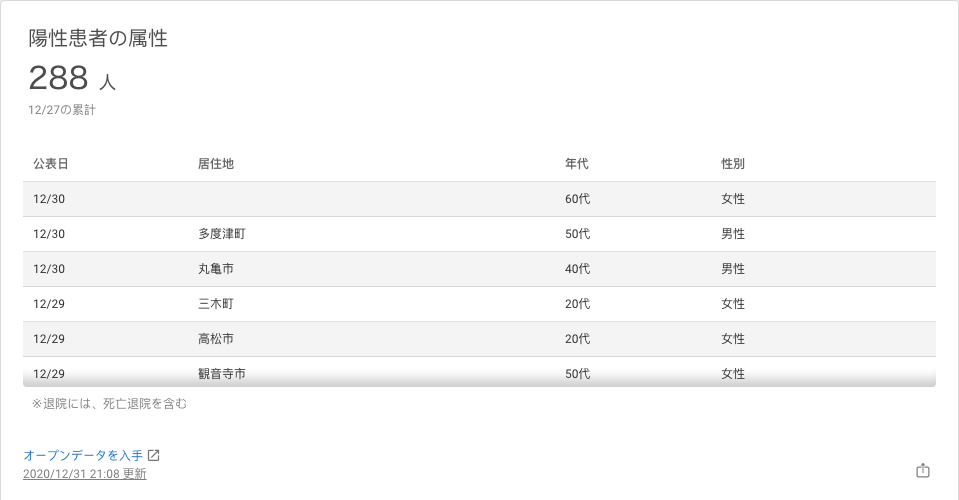 陽性患者の属性
288 人
12/27の累計
公表日 居住地 年代 性別
12/30 60代 女性
12/30 多度津町 50代 男性
12/30 丸亀市 40代 男性
12/29 三木町 20代 女性
12/29 高松市 20代 女性
12/29 観音寺市 50代 女性
※退院には、死亡退院を含む
オープンデータを入手
2020/12/31 21:08 更新